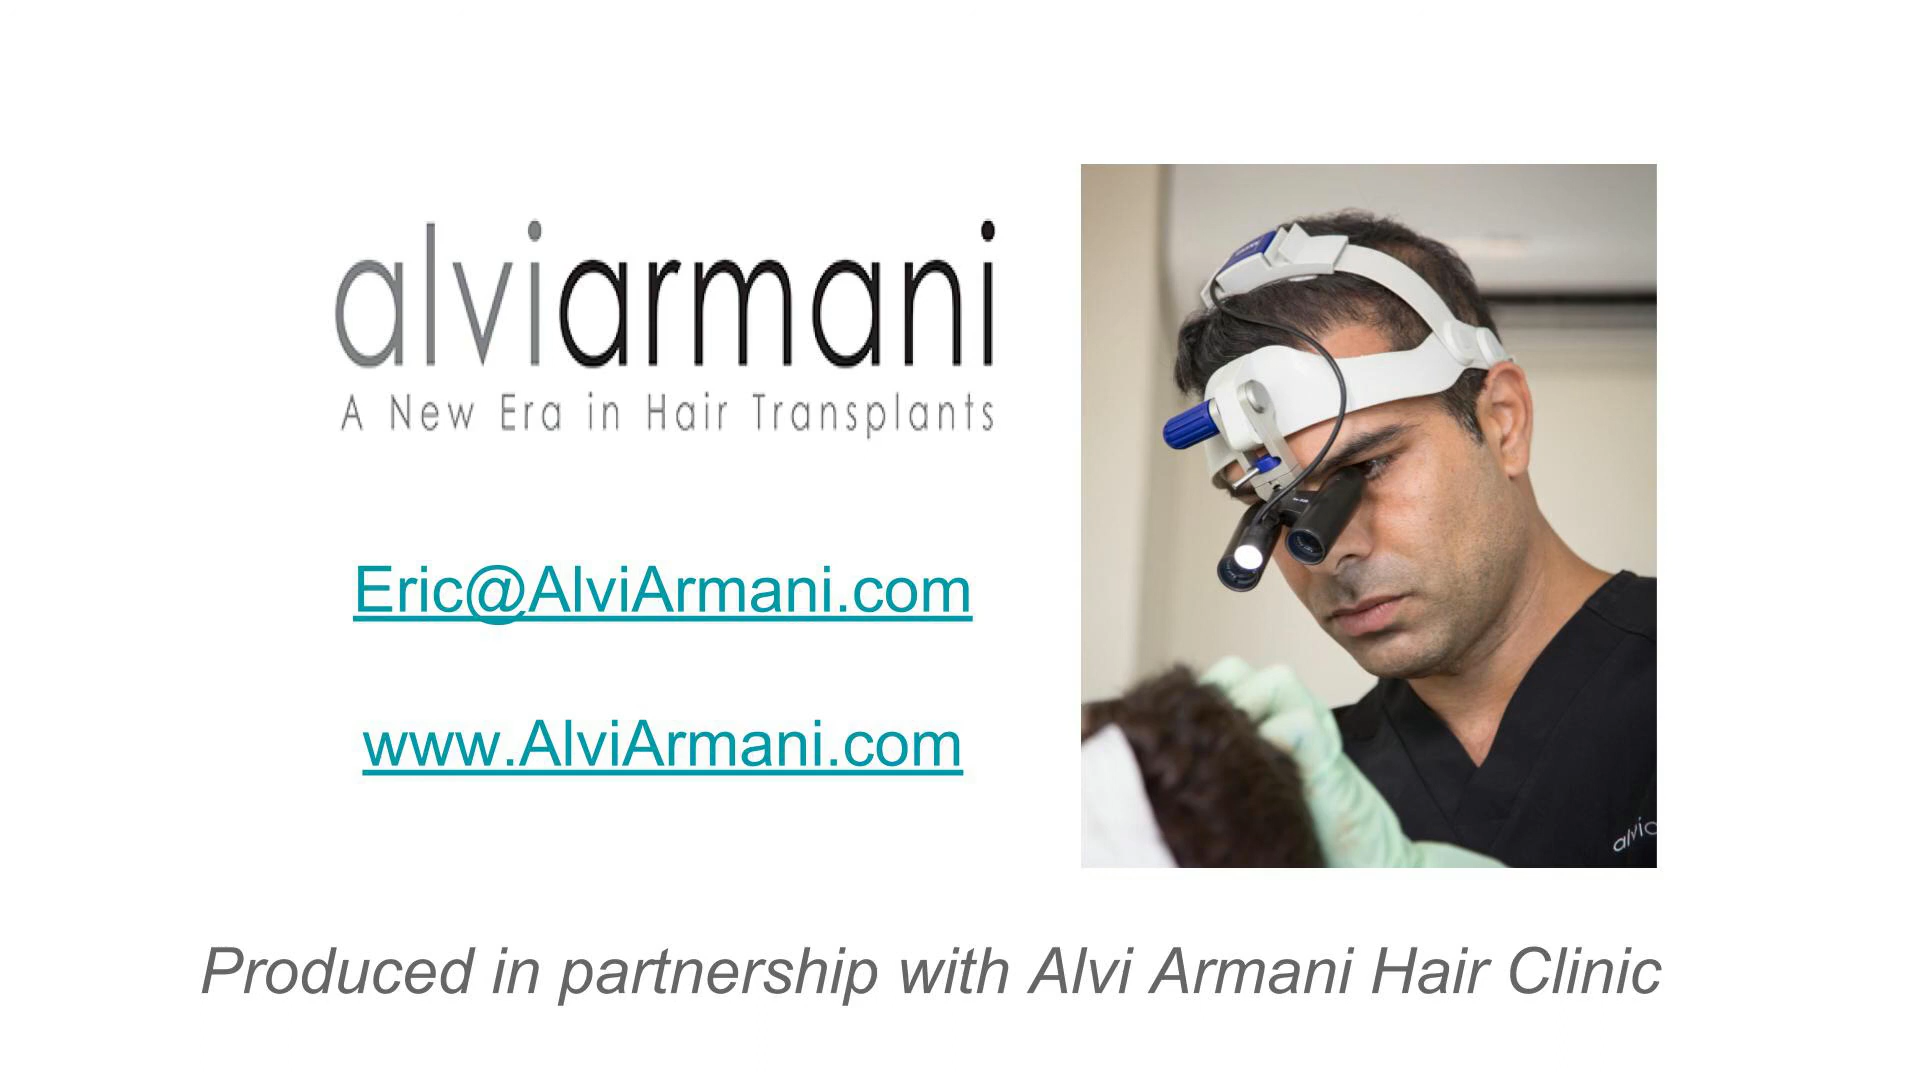 alviarmani
A New Era in Hair Transplants
Eric@AlviArmani.com
www.AlviArmani.com
Produced in partnership with Alvi Armani Hair Clinic